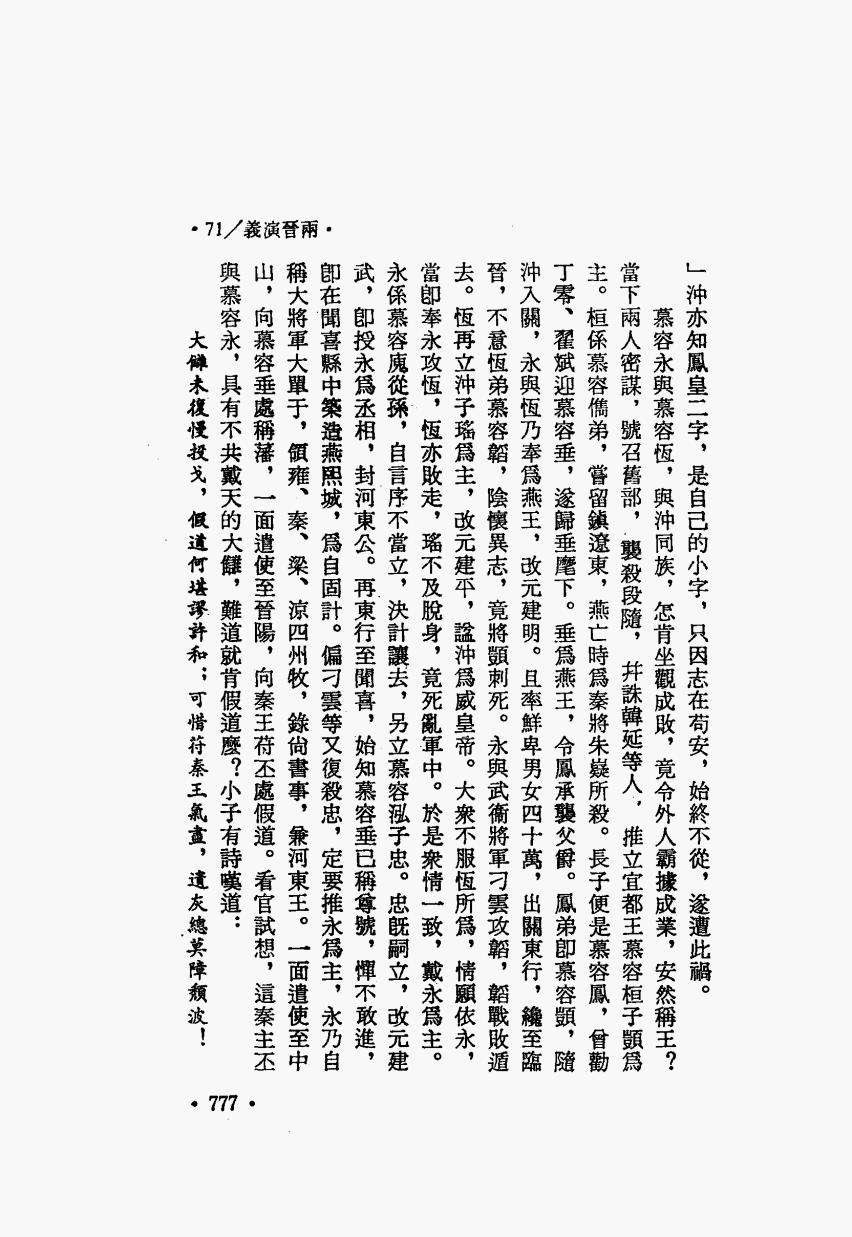 •71╱義演晉兩•
﹂沖亦知鳳皇二字，是自己的小字，只因志在苟安，始終不從，遂遭此禍。
慕容永與慕容恆，與沖同族，怎肯坐觀成敗，竟令外人霸據成業，安然稱王？
當下兩人密謀，號召舊部，襲殺段隨，幷誅韓延等人，推立宜都王慕容桓子顗爲
主。桓係慕容儁弟，嘗留鎮遼東，燕亡時爲秦將朱嶷所殺。長子便是慕容鳳，曾勸
丁零、翟斌迎慕容垂，遂歸垂麾下。垂爲燕王，令鳳承襲父爵。鳳弟卽慕容顗，隨
沖入關，永與恆乃奉爲燕王，改元建明。且率鮮卑男女四十萬，出關東行，纔至臨
晉，不意恆弟慕容韜，陰懷異志，竟將顗刺死。永與武衞將軍刁雲攻韜，韜戰敗遁
去。恆再立沖子瑤爲主，改元建平，諡沖爲威皇帝。大衆不服恆所爲，情願依永，
當卽奉永攻恆，恆亦敗走，瑤不及脫身，竟死亂軍中。於是衆情一致，戴永爲主。
永係慕容廆從孫，自言序不當立，決計讓去，另立慕容泓子忠。忠旣嗣立，改元建
武，卽授永爲丞相，封河東公。再東行至聞喜，始知慕容垂已稱尊號，憚不敢進，
卽在聞喜縣中築造燕熙城，爲自固計。偏刁雲等又復殺忠，定要推永爲主，永乃自
稱大將軍大單于，領雍、秦、梁、涼四州牧，錄尙書事，兼河東王。一面遣使至中
山，向慕容垂處稱藩，一面遣使至晉陽，向秦王苻丕處假道。看官試想，這秦主丕
與慕容永，具有不共戴天的大讎，難道就肯假道麼？小子有詩嘆道：
大讎未復慢投戈，假道何堪謬許和；可惜苻秦王氣盡，遺灰總莫障頹波！
•777•